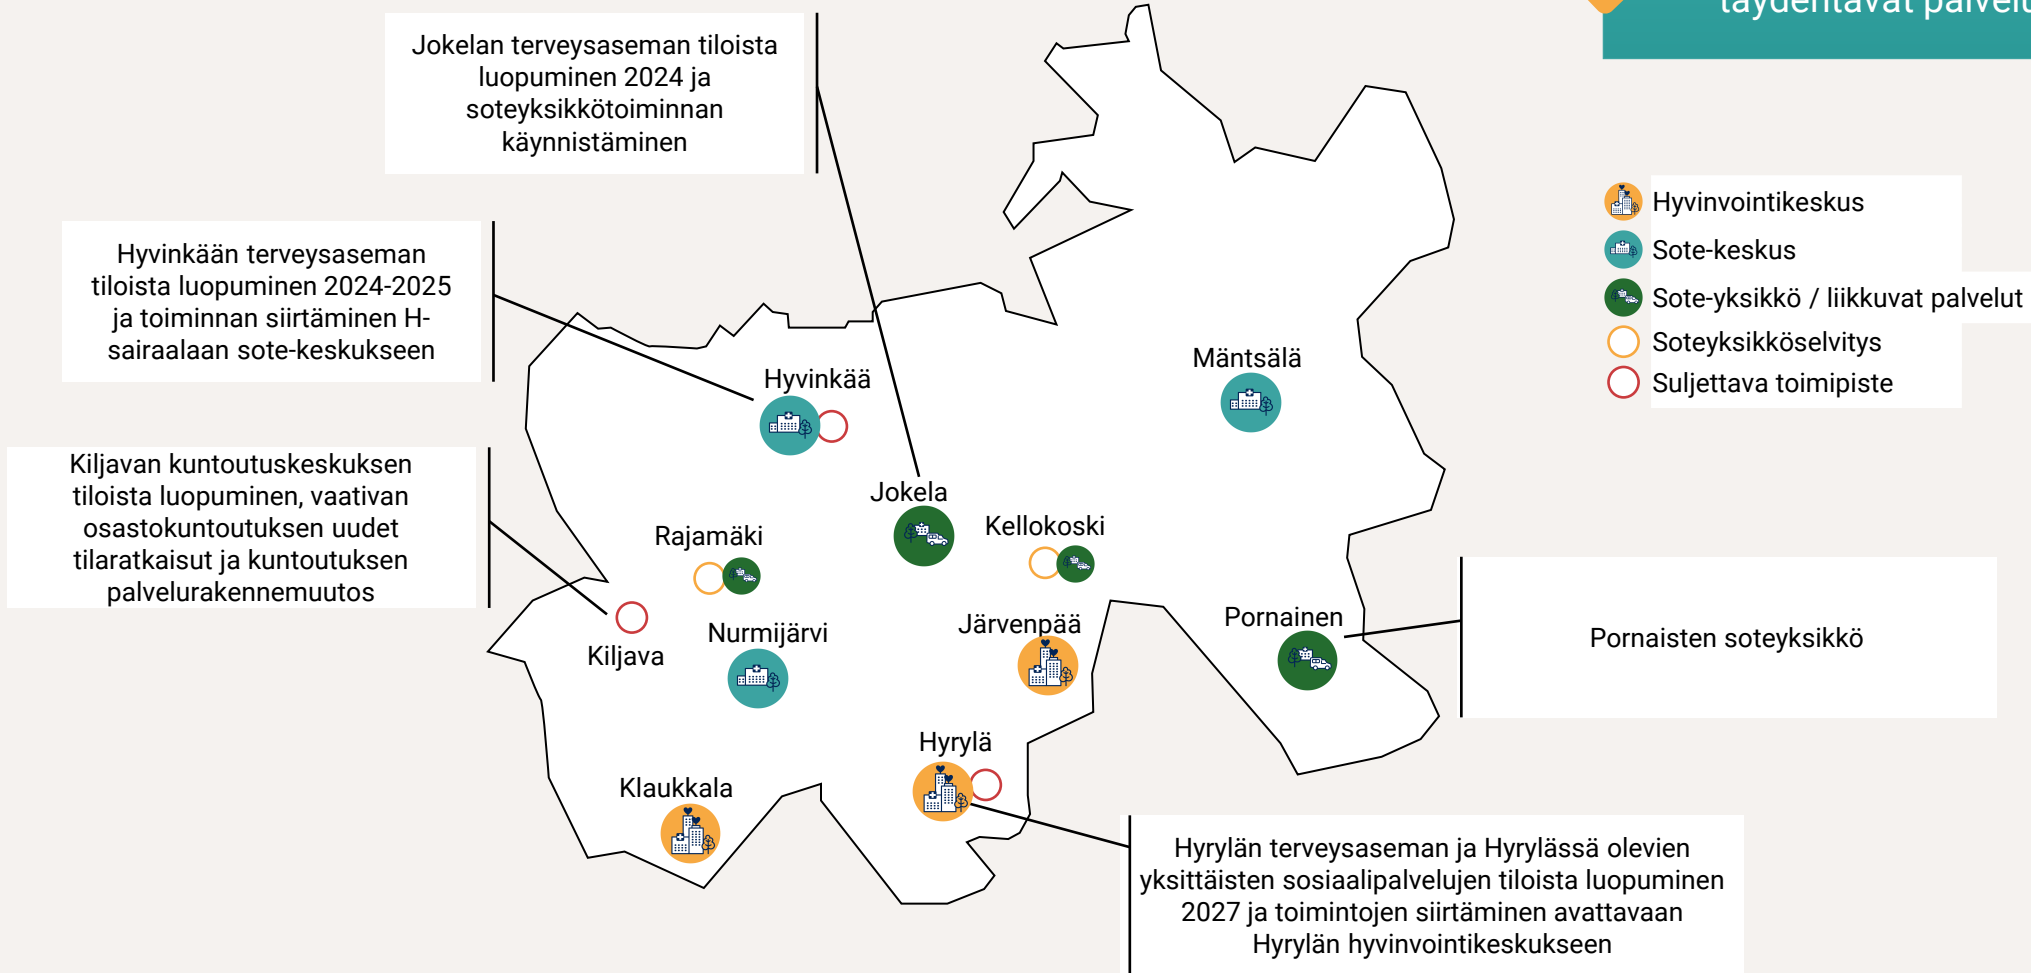 täydentävät palvelu
Jokelan terveysaseman tiloista
luopuminen 2024 ja
soteyksikkötoiminnan
käynnistäminen
Hyvinkään terveysaseman
tiloista luopuminen 2024-2025
ja toiminnan siirtäminen H-
sairaalaan sote-keskukseen
Kiljavan kuntoutuskeskuksen
tiloista luopuminen, vaativan
osastokuntoutuksen uudet
tilaratkaisut ja kuntoutuksen
palvelurakennemuutos
Hyvinvointikeskus
Sote-keskus
Sote-yksikkö / liikkuvat palvelut
Soteyksikköselvitys
Suljettava toimipiste
Mäntsälä
Hyvinkää
Jokela
Kellokoski
Rajamäki
Järvenpää
Pornainen
Nurmijärvi
Kiljava
Hyrylä
Klaukkala
Pornaisten soteyksikkö
Hyrylän terveysaseman ja Hyrylässä olevien
yksittäisten sosiaalipalvelujen tiloista luopuminen
2027 ja toimintojen siirtäminen avattavaan
Hyrylän hyvinvointikeskukseen